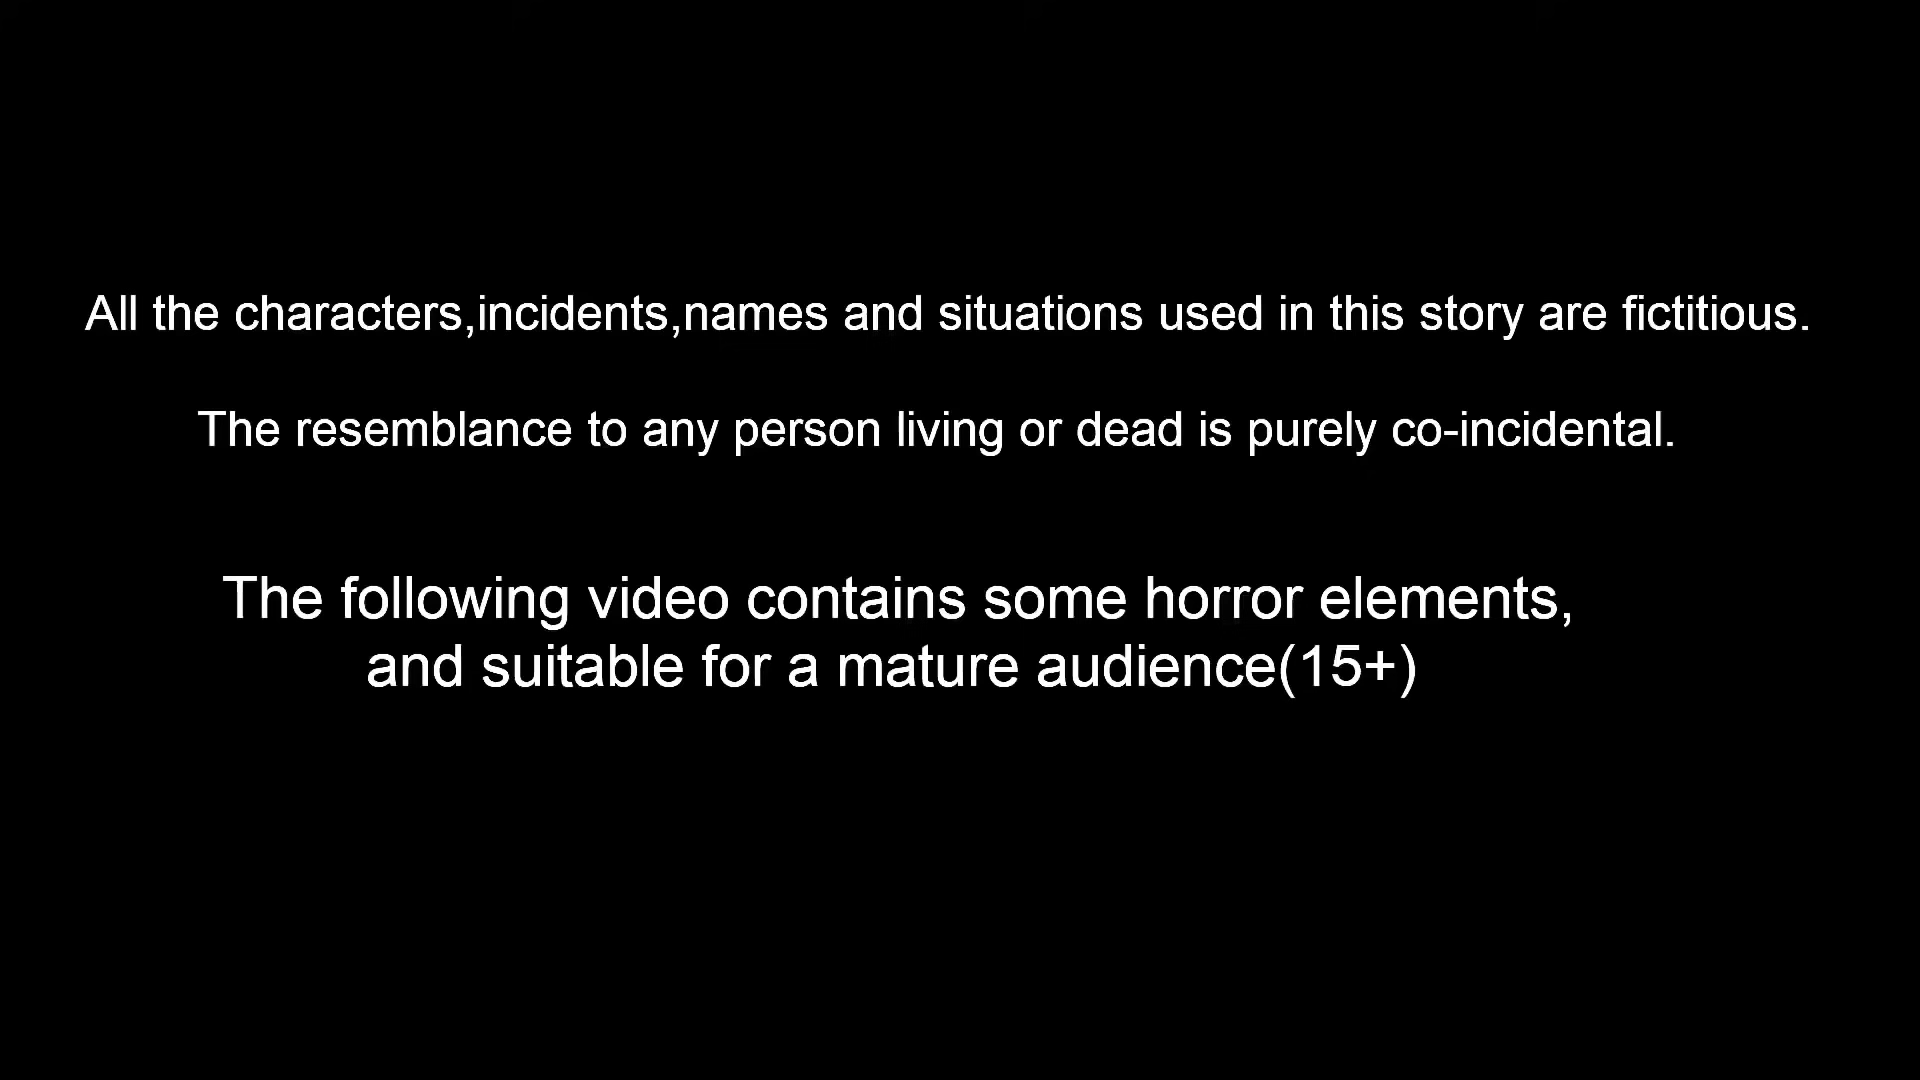 All the characters,incidents,names and situations used in this story are fictitious.
The resemblance to any person living or dead is purely co-incidental.
The following video contains some horror elements,
and suitable for a mature audience(15+)